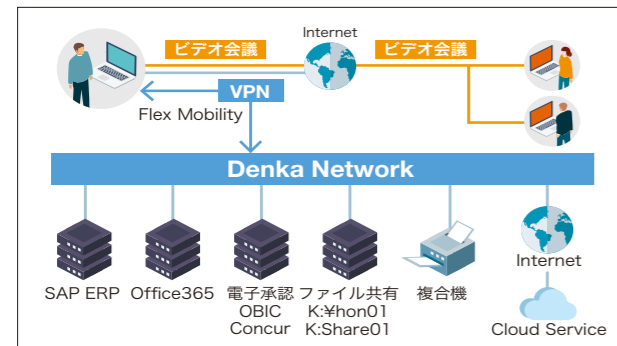 Internet
ビデオ会議
ビデオ会議
VPN
Flex Mobility
Denka Network
SAP ERP
Office365
電子承認
OBIC
Concur
ファイル共有
K:¥hon01
K:Share01
複合機
Internet
Cloud Service